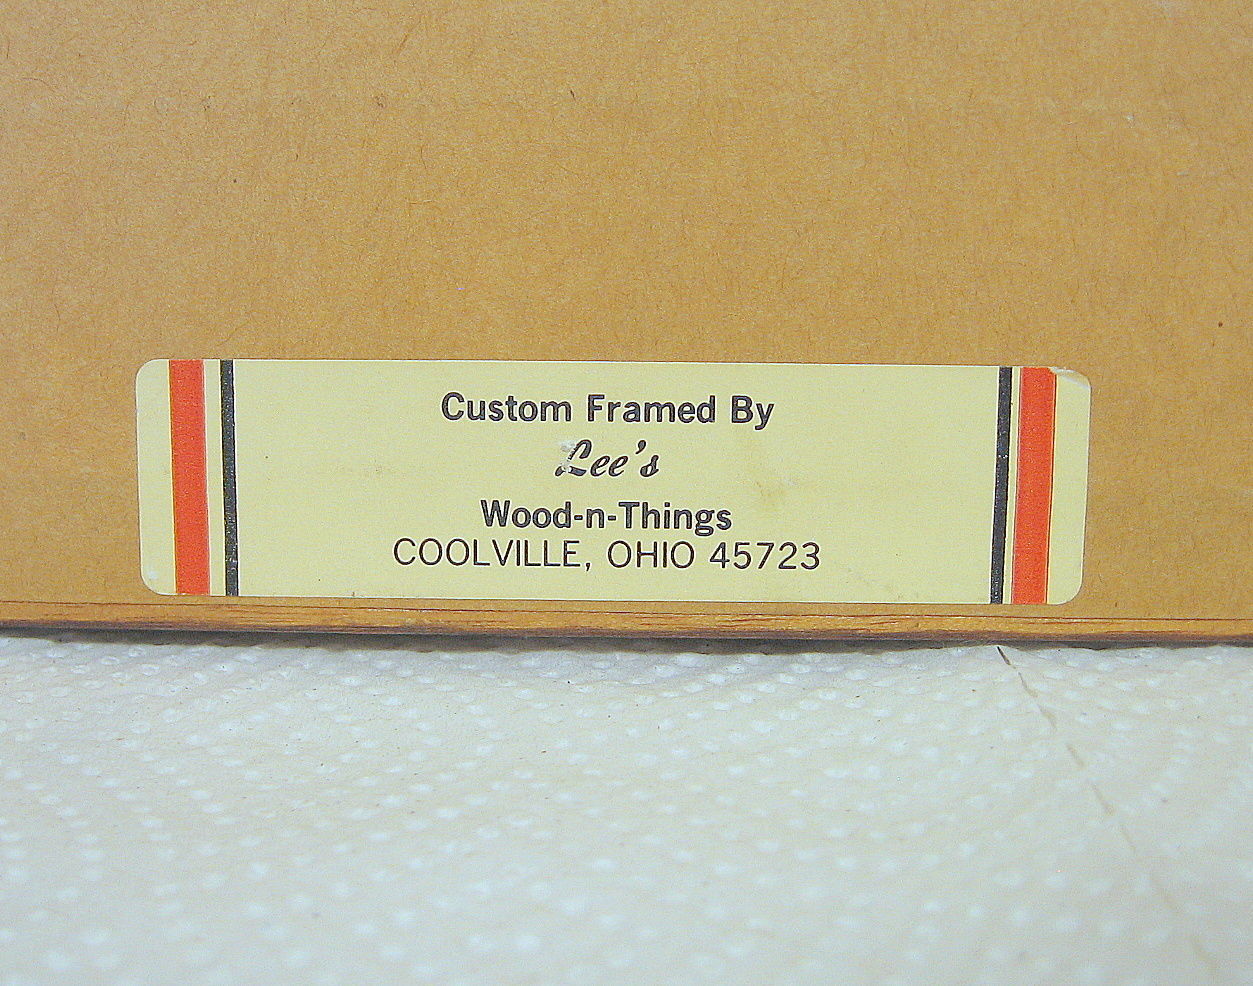 Custom Framed By
Lee's
Wood-n-Things
COOLVILLE, OHIO 45723